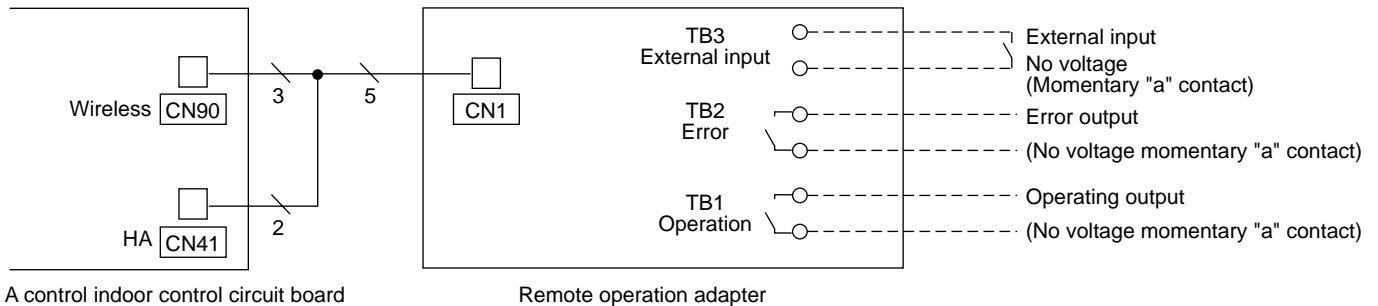 Wireless
CN90
3
5
CN1
HA
CN41
2
TB3
External input
TB2
Error
TB1
Operation
External input
No voltage
(Momentary "a" contact)
Error output
(No voltage momentary "a" contact)
Operating output
(No voltage momentary "a" contact)
A control indoor control circuit board
Remote operation adapter